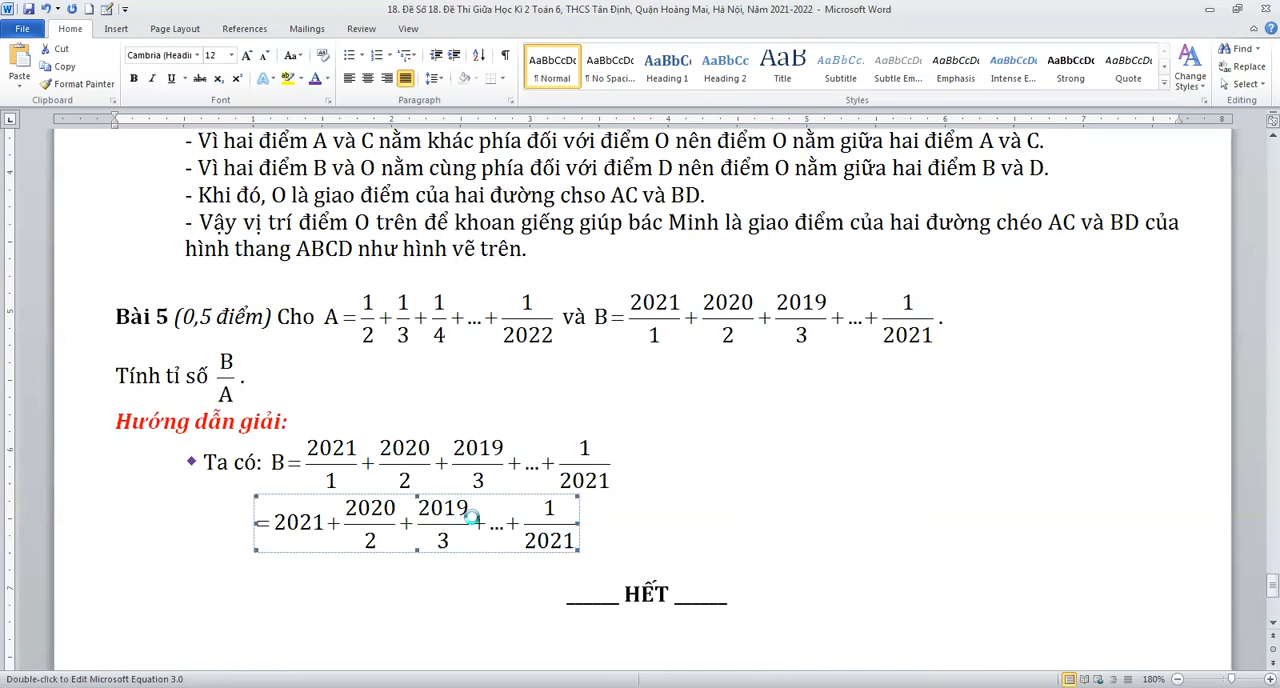 18. Đề Số 18. Đề Thi Giữa Học Kì 2 Toán 6, THCS Tân Định, Quận Hoàng Mai, Hà Nội, Năm 2021-2022 - Microsoft Word
File Home Insert Page Layout References Mailings Review View
Paste Cut Copy Format Painter Clipboard
Cambria (Headi 12 Font
Paragraph
AaBbCcDc ¶ Normal AaBbCcDc ¶ No Spaci... AaBbCc Heading 1 AaBbCc Heading 2 AaB Title AaBbCc. Subtitle AaBbCcDc Subtle Em... AaBbCcDc Emphasis AaBbCcDc Intense E... AaBbCcDc Strong AaBbCcDc Quote Change Styles Styles
Find Replace Select Editing
- Vì hai điểm A và C nằm khác phía đối với điểm O nên điểm O nằm giữa hai điểm A và C.
- Vì hai điểm B và O nằm cùng phía đối với điểm D nên điểm O nằm giữa hai điểm B và D.
- Khi đó, O là giao điểm của hai đường chso AC và BD.
- Vậy vị trí điểm O trên để khoan giếng giúp bác Minh là giao điểm của hai đường chéo AC và BD của
hình thang ABCD như hình vẽ trên.
Bài 5 (0,5 điểm) Cho A = 1/2 + 1/3 + 1/4 + ... + 1/2022 và B = 2021/1 + 2020/2 + 2019/3 + ... + 1/2021 .
Tính tỉ số B/A .
Hướng dẫn giải:
Ta có: B = 2021/1 + 2020/2 + 2019/3 + ... + 1/2021
= 2021 + 2020/2 + 2019/3 + ... + 1/2021
______ HẾT ______
Double-click to Edit Microsoft Equation 3.0 180%